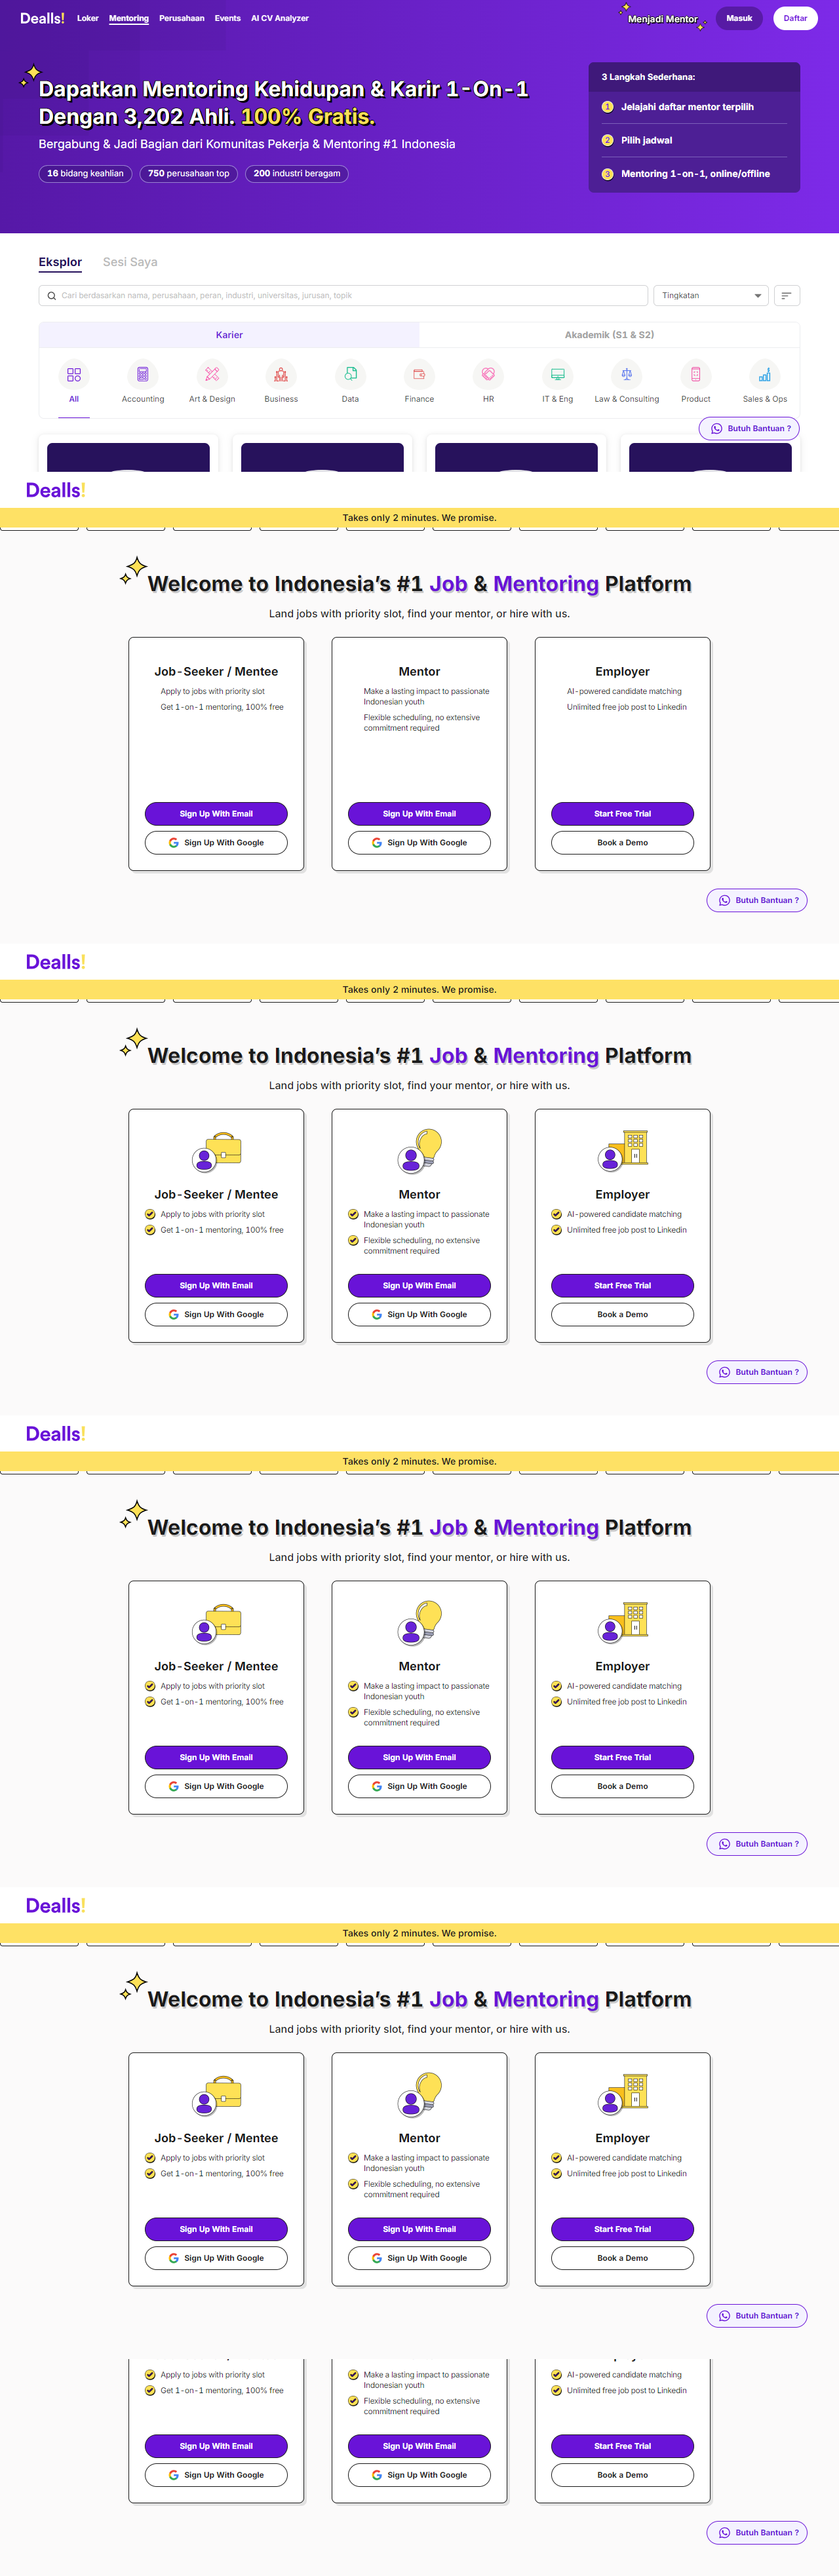 Dealls!
Loker
Mentoring
Perusahaan
Events
AI CV Analyzer
Menjadi Mentor
Masuk
Daftar
Dapatkan Mentoring Kehidupan & Karir 1-On-1
Dengan 3,202 Ahli. 100% Gratis.
Bergabung & Jadi Bagian dari Komunitas Pekerja & Mentoring #1 Indonesia
16 bidang keahlian
750 perusahaan top
200 industri beragam
3 Langkah Sederhana:
1 Jelajahi daftar mentor terpilih
2 Pilih jadwal
3 Mentoring 1-on-1, online/offline
Eksplor
Sesi Saya
Cari berdasarkan nama, perusahaan, peran, industri, universitas, jurusan, topik
Tingkatan
Karier
Akademik (S1 & S2)
All
Accounting
Art & Design
Business
Data
Finance
HR
IT & Eng
Law & Consulting
Product
Sales & Ops
Butuh Bantuan ?
Dealls!
Takes only 2 minutes. We promise.
Welcome to Indonesia's #1 Job & Mentoring Platform
Land jobs with priority slot, find your mentor, or hire with us.
Job-Seeker / Mentee
Apply to jobs with priority slot
Get 1-on-1 mentoring, 100% free
Sign Up With Email
Sign Up With Google
Mentor
Make a lasting impact to passionate
Indonesian youth
Flexible scheduling, no extensive
commitment required
Sign Up With Email
Sign Up With Google
Employer
AI-powered candidate matching
Unlimited free job post to Linkedin
Start Free Trial
Book a Demo
Butuh Bantuan ?
Dealls!
Takes only 2 minutes. We promise.
Welcome to Indonesia's #1 Job & Mentoring Platform
Land jobs with priority slot, find your mentor, or hire with us.
Job-Seeker / Mentee
Apply to jobs with priority slot
Get 1-on-1 mentoring, 100% free
Sign Up With Email
Sign Up With Google
Mentor
Make a lasting impact to passionate
Indonesian youth
Flexible scheduling, no extensive
commitment required
Sign Up With Email
Sign Up With Google
Employer
AI-powered candidate matching
Unlimited free job post to Linkedin
Start Free Trial
Book a Demo
Butuh Bantuan ?
Dealls!
Takes only 2 minutes. We promise.
Welcome to Indonesia's #1 Job & Mentoring Platform
Land jobs with priority slot, find your mentor, or hire with us.
Job-Seeker / Mentee
Apply to jobs with priority slot
Get 1-on-1 mentoring, 100% free
Sign Up With Email
Sign Up With Google
Mentor
Make a lasting impact to passionate
Indonesian youth
Flexible scheduling, no extensive
commitment required
Sign Up With Email
Sign Up With Google
Employer
AI-powered candidate matching
Unlimited free job post to Linkedin
Start Free Trial
Book a Demo
Butuh Bantuan ?
Dealls!
Takes only 2 minutes. We promise.
Welcome to Indonesia's #1 Job & Mentoring Platform
Land jobs with priority slot, find your mentor, or hire with us.
Job-Seeker / Mentee
Apply to jobs with priority slot
Get 1-on-1 mentoring, 100% free
Sign Up With Email
Sign Up With Google
Mentor
Make a lasting impact to passionate
Indonesian youth
Flexible scheduling, no extensive
commitment required
Sign Up With Email
Sign Up With Google
Employer
AI-powered candidate matching
Unlimited free job post to Linkedin
Start Free Trial
Book a Demo
Butuh Bantuan ?
Apply to jobs with priority slot
Get 1-on-1 mentoring, 100% free
Sign Up With Email
Sign Up With Google
Make a lasting impact to passionate
Indonesian youth
Flexible scheduling, no extensive
commitment required
Sign Up With Email
Sign Up With Google
AI-powered candidate matching
Unlimited free job post to Linkedin
Start Free Trial
Book a Demo
Butuh Bantuan ?